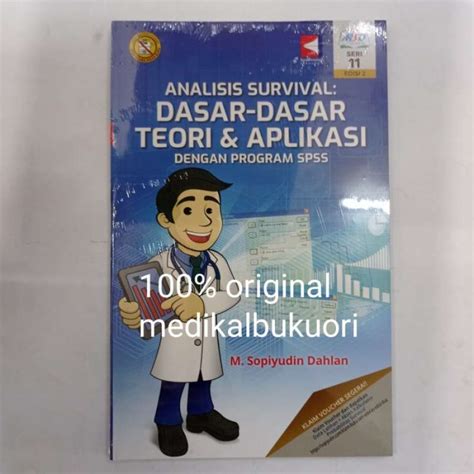 SERI
11
EDISI 2
ANALISIS SURVIVAL:
DASAR-DASAR
TEORI & APLIKASI
DENGAN PROGRAM SPSS
100% original
medikalbukuori
M. Sopiyudin Dahlan
KLAIM VOUCHER SEGERA!!